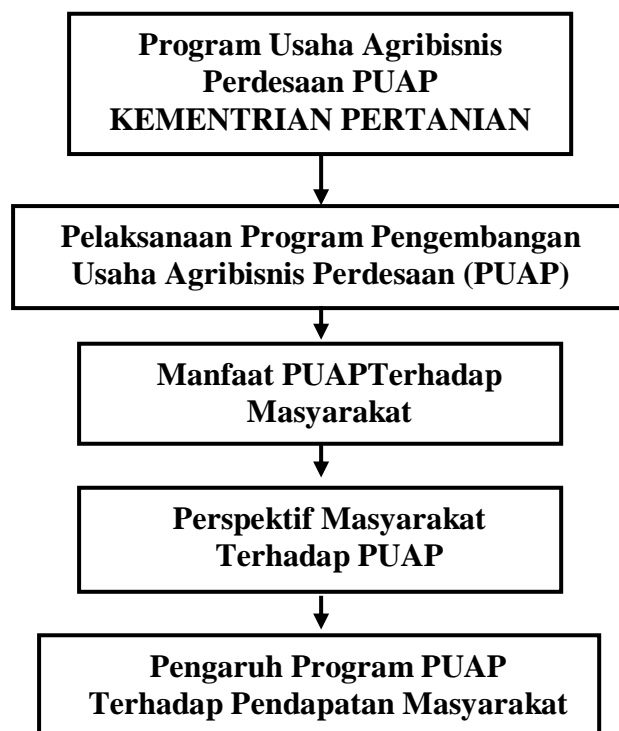 Program Usaha Agribisnis
Perdesaan PUAP
KEMENTRIAN PERTANIAN
Pelaksanaan Program Pengembangan
Usaha Agribisnis Perdesaan (PUAP)
Manfaat PUAPTerhadap
Masyarakat
Perspektif Masyarakat
Terhadap PUAP
Pengaruh Program PUAP
Terhadap Pendapatan Masyarakat